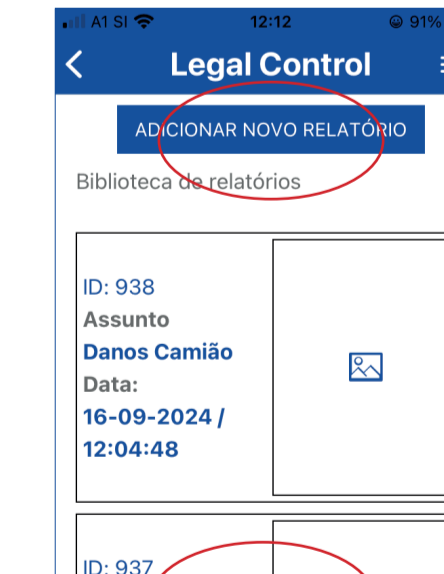 A1 SI 12:12 91%
Legal Control
ADICIONAR NOVO RELATÓRIO
Biblioteca de relatórios
ID: 938
Assunto
Danos Camião
Data:
16-09-2024 /
12:04:48
ID: 937